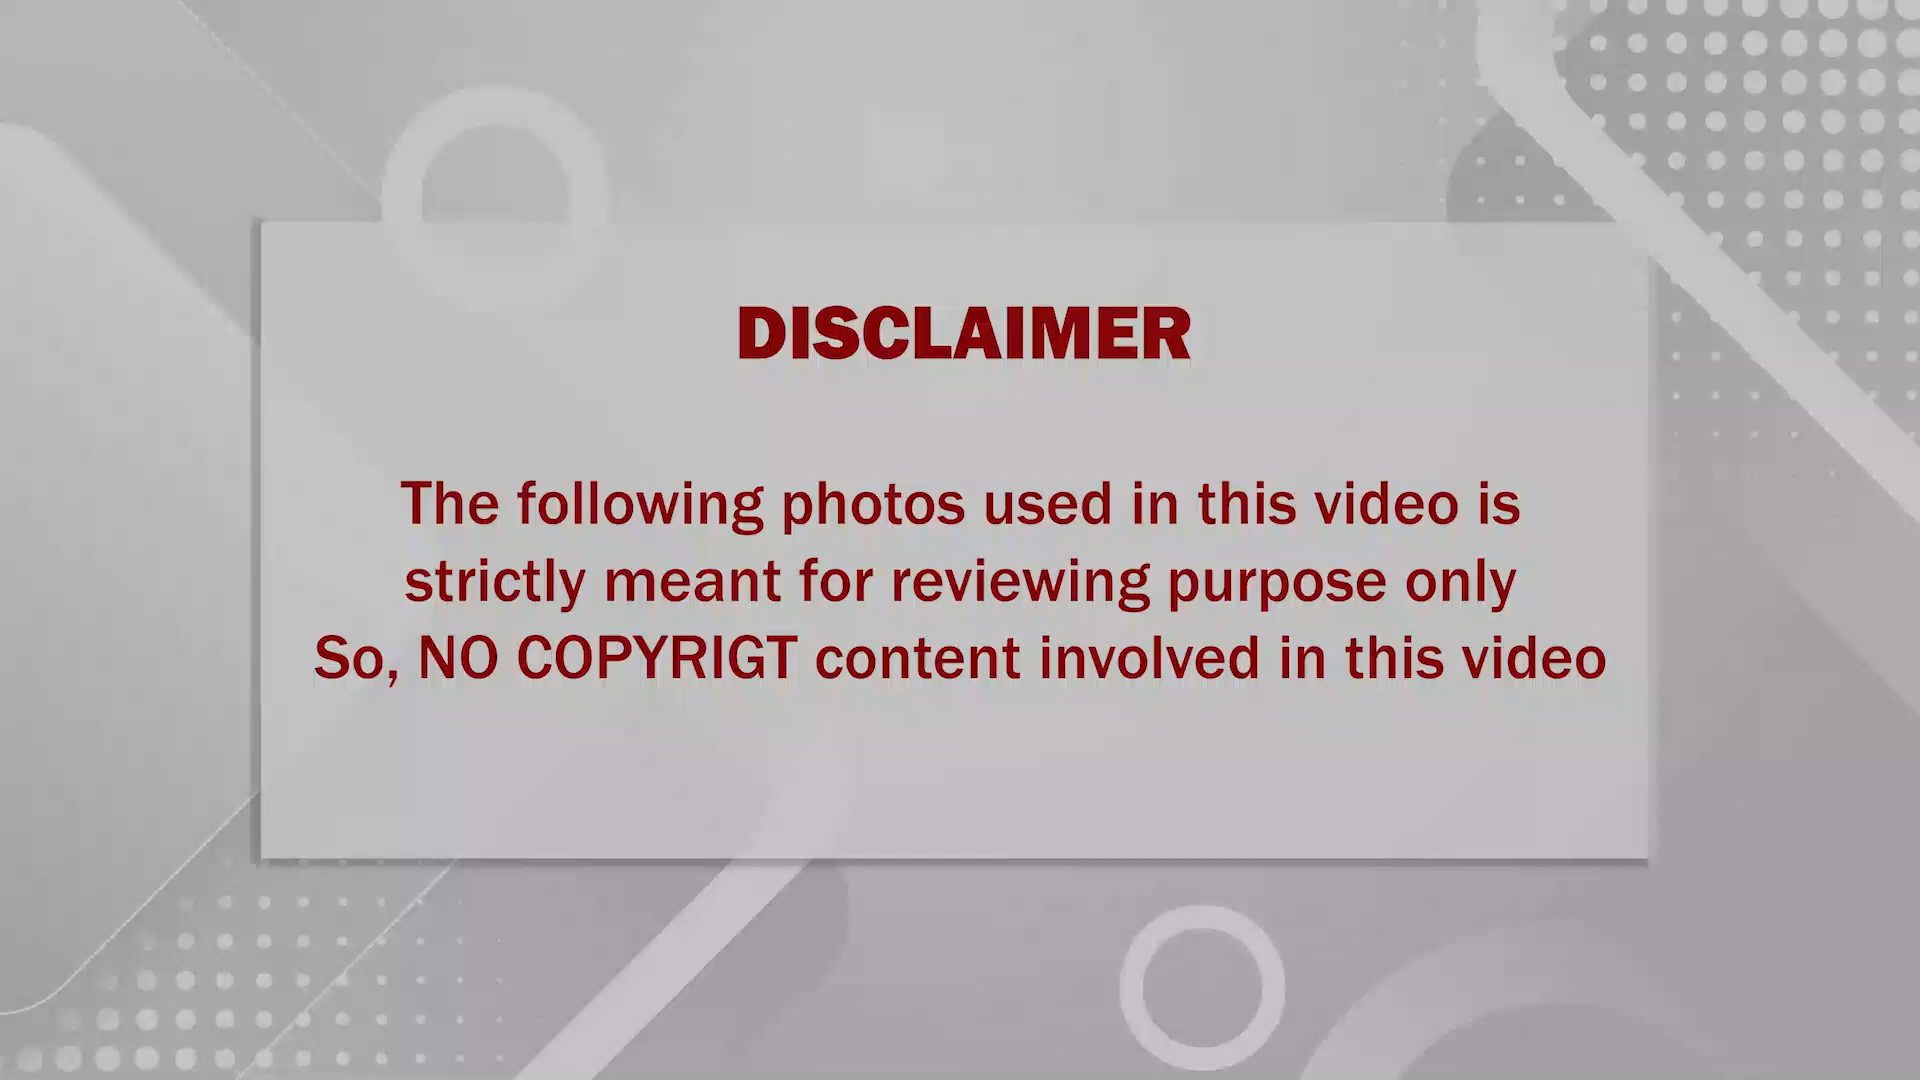 DISCLAIMER
The following photos used in this video is
strictly meant for reviewing purpose only
So, NO COPYRIGT content involved in this video